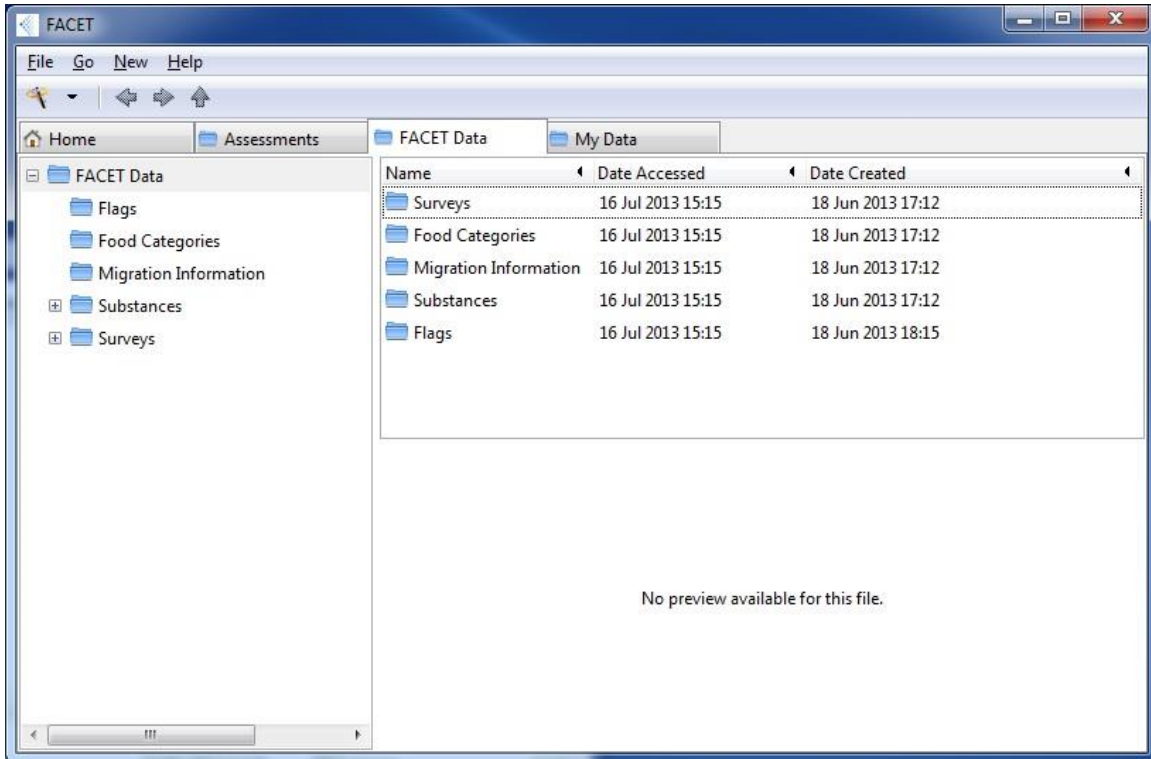 FACET
File Go New Help
Home Assessments FACET Data My Data
FACET Data
Flags
Food Categories
Migration Information
Substances
Surveys
Name Date Accessed Date Created
Surveys 16 Jul 2013 15:15 18 Jun 2013 17:12
Food Categories 16 Jul 2013 15:15 18 Jun 2013 17:12
Migration Information 16 Jul 2013 15:15 18 Jun 2013 17:12
Substances 16 Jul 2013 15:15 18 Jun 2013 17:12
Flags 16 Jul 2013 15:15 18 Jun 2013 18:15
No preview available for this file.